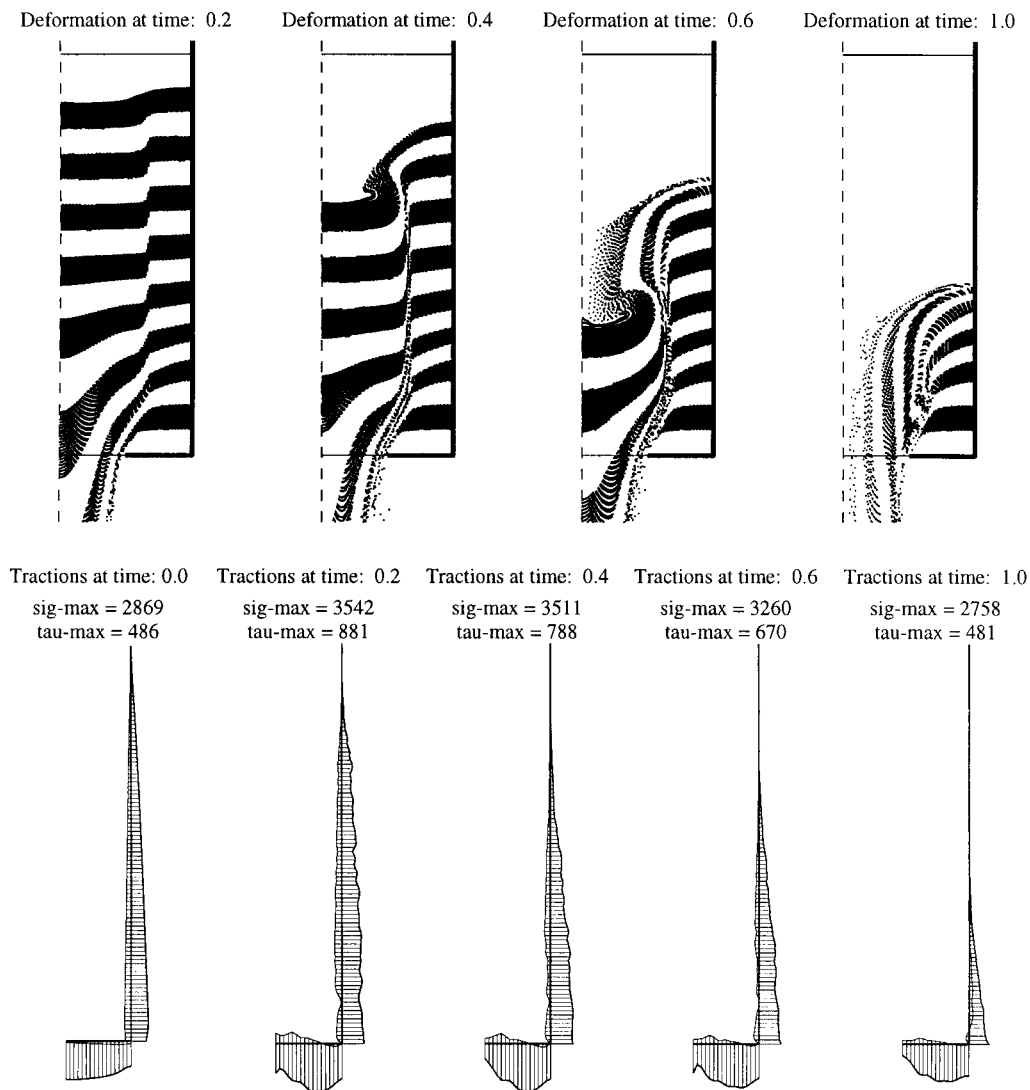 Deformation at time: 0.2
Deformation at time: 0.4
Deformation at time: 0.6
Deformation at time: 1.0
Tractions at time: 0.0
sig-max = 2869
tau-max = 486
Tractions at time: 0.2
sig-max = 3542
tau-max = 881
Tractions at time: 0.4
sig-max = 3511
tau-max = 788
Tractions at time: 0.6
sig-max = 3260
tau-max = 670
Tractions at time: 1.0
sig-max = 2758
tau-max = 481